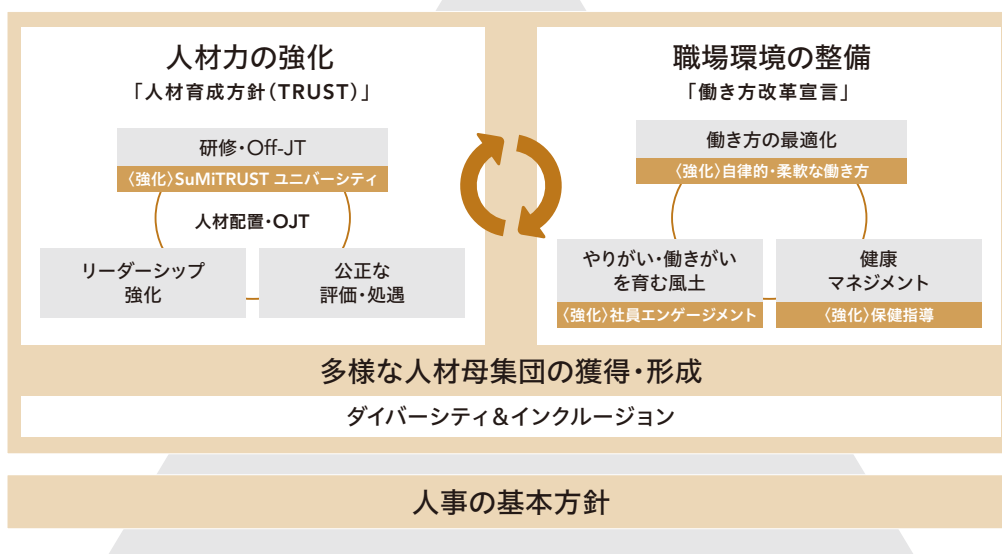 人材力の強化
「人材育成方針（TRUST）」
研修・Off-JT
〈強化〉SuMiTRUST ユニバーシティ
人材配置・OJT
リーダーシップ
強化
公正な
評価・処遇
職場環境の整備
「働き方改革宣言」
働き方の最適化
〈強化〉自律的・柔軟な働き方
やりがい・働きがい
を育む風土
〈強化〉社員エンゲージメント
健康
マネジメント
〈強化〉保健指導
多様な人材母集団の獲得・形成
ダイバーシティ&インクルージョン
人事の基本方針